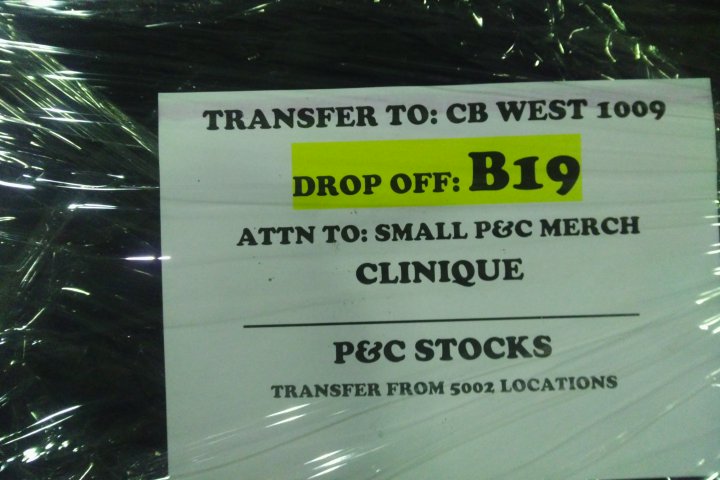 TRANSFER TO: CB WEST 1009
DROP OFF: B19
ATTN TO: SMALL P&C MERCH
CLINIQUE
P&C STOCKS
TRANSFER FROM 5002 LOCATIONS